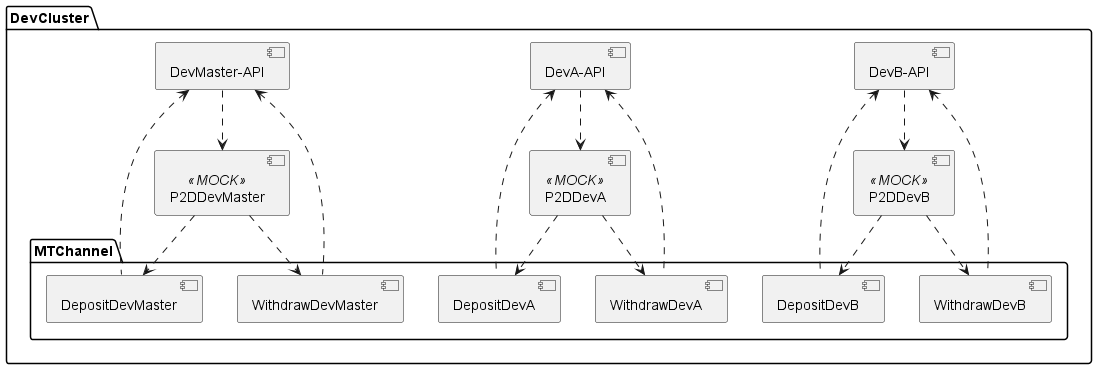 DevCluster
DevMaster-API
DevA-API
DevB-API
«MOCK»
P2DDevMaster
«MOCK»
P2DDevA
«MOCK»
P2DDevB
MTChannel
DepositDevMaster
WithdrawDevMaster
DepositDevA
WithdrawDevA
DepositDevB
WithdrawDevB